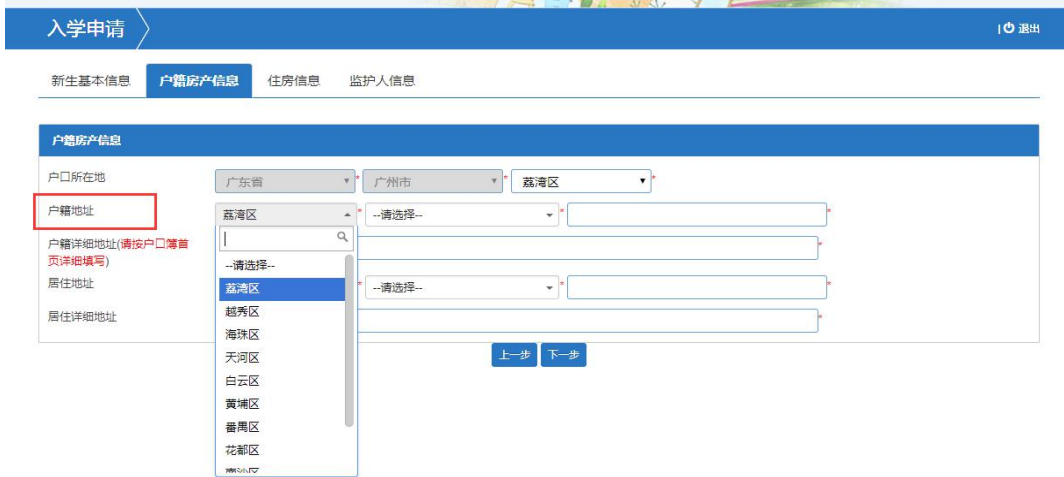 入学申请
退出
新生基本信息 户籍房产信息 住房信息 监护人信息
户籍房产信息
户口所在地 广东省 * 广州市 * 荔湾区 *
户籍地址 荔湾区 * --请选择-- * *
户籍详细地址(请按户口簿首
页详细填写) *
--请选择--
居住地址 * --请选择-- * *
荔湾区
越秀区
居住详细地址 *
海珠区
上一步 下一步
天河区
白云区
黄埔区
番禺区
花都区
南沙区